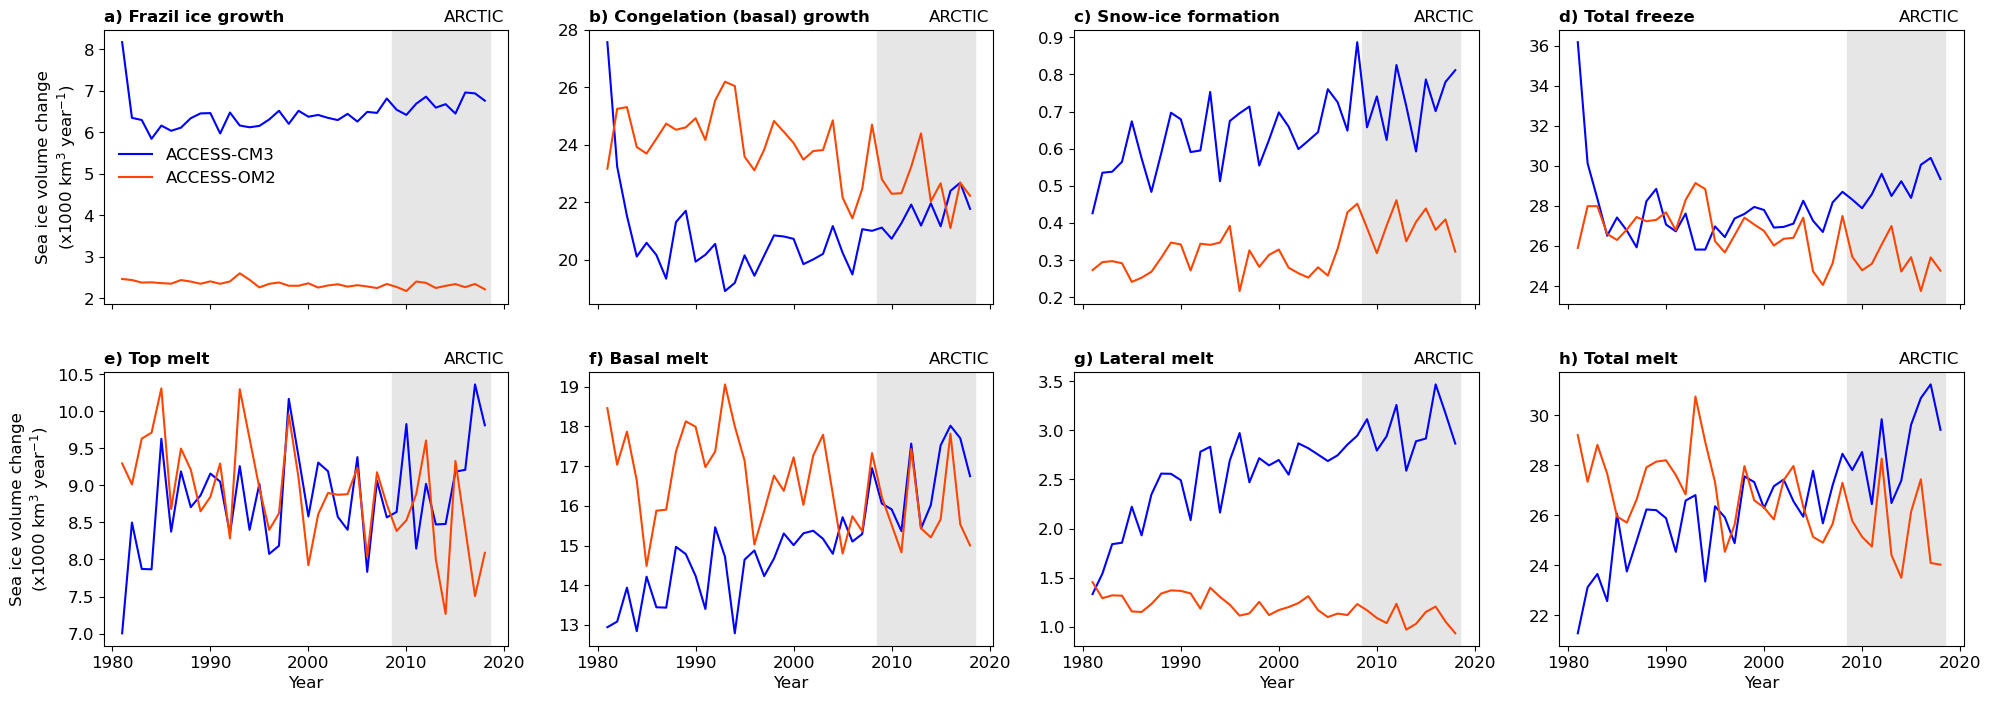 a) Frazil ice growth ARCTIC
b) Congelation (basal) growth ARCTIC
c) Snow-ice formation ARCTIC
d) Total freeze ARCTIC
Sea ice volume change
(x1000 km³ year⁻¹)
8
7
6
5
4
3
2
ACCESS-CM3
ACCESS-OM2
28
26
24
22
20
0.9
0.8
0.7
0.6
0.5
0.4
0.3
0.2
36
34
32
30
28
26
24
e) Top melt ARCTIC
f) Basal melt ARCTIC
g) Lateral melt ARCTIC
h) Total melt ARCTIC
Sea ice volume change
(x1000 km³ year⁻¹)
10.5
10.0
9.5
9.0
8.5
8.0
7.5
7.0
1980 1990 2000 2010 2020
Year
19
18
17
16
15
14
13
1980 1990 2000 2010 2020
Year
3.5
3.0
2.5
2.0
1.5
1.0
1980 1990 2000 2010 2020
Year
30
28
26
24
22
1980 1990 2000 2010 2020
Year